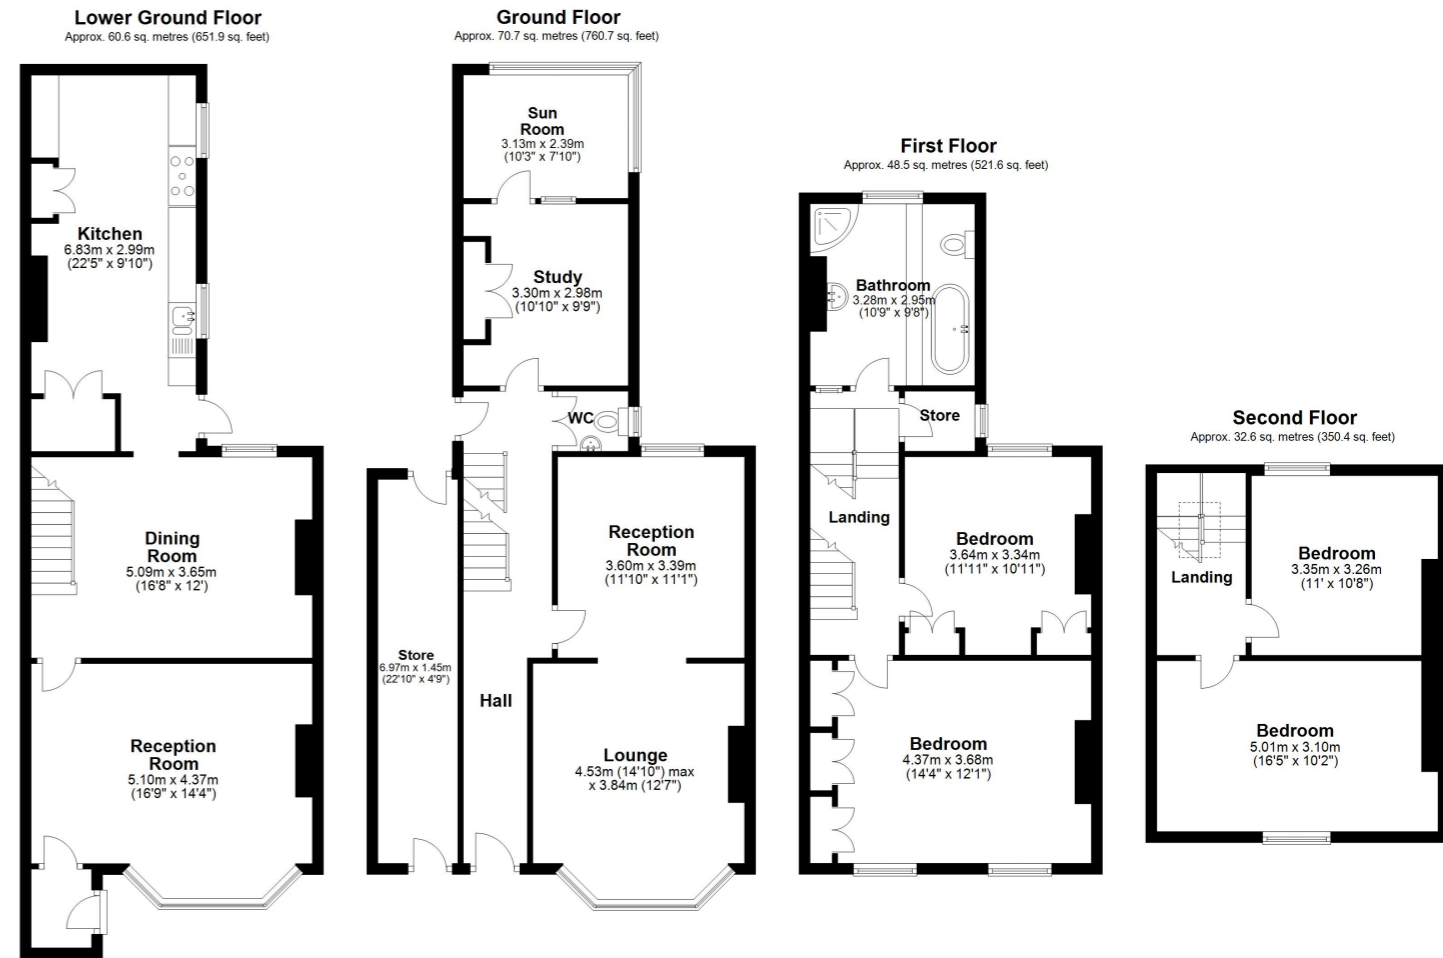 Lower Ground Floor
Approx. 60.6 sq. metres (651.9 sq. feet)
Kitchen
6.83m x 2.99m
(22'5" x 9'10")
Dining
Room
5.09m x 3.65m
(16'8" x 12')
Reception
Room
5.10m x 4.37m
(16'9" x 14'4")
Ground Floor
Approx. 70.7 sq. metres (760.7 sq. feet)
Sun
Room
3.13m x 2.39m
(10'3" x 7'10")
Study
3.30m x 2.98m
(10'10" x 9'9")
WC
Reception
Room
3.60m x 3.39m
(11'10" x 11'1")
Store
6.97m x 1.45m
(22'10" x 4'9")
Hall
Lounge
4.53m (14'10") max
x 3.84m (12'7")
First Floor
Approx. 48.5 sq. metres (521.6 sq. feet)
Bathroom
3.28m x 2.95m
(10'9" x 9'8")
Store
Landing
Bedroom
3.64m x 3.34m
(11'11" x 10'11")
Bedroom
4.37m x 3.68m
(14'4" x 12'1")
Second Floor
Approx. 32.6 sq. metres (350.4 sq. feet)
Landing
Bedroom
3.35m x 3.26m
(11' x 10'8")
Bedroom
5.01m x 3.10m
(16'5" x 10'2")